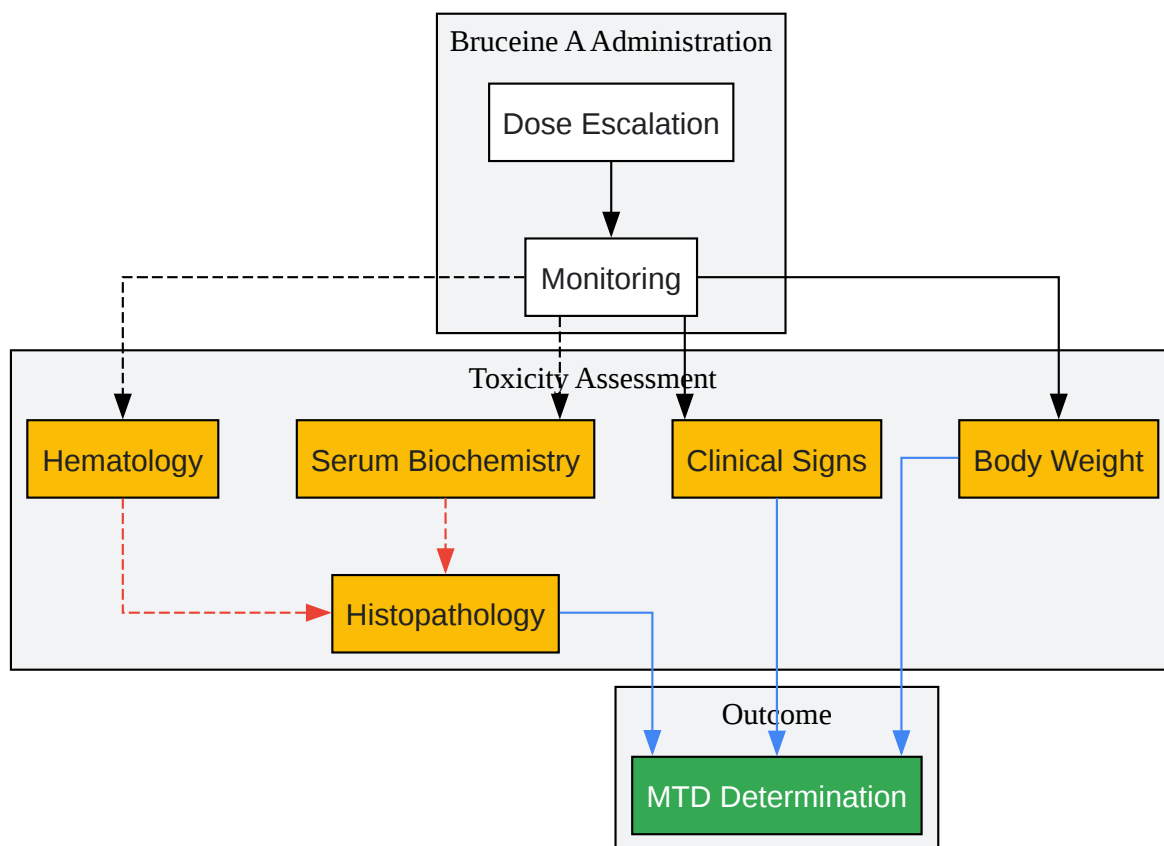 Bruceine A Administration
Dose Escalation
Monitoring
Toxicity Assessment
Hematology
Serum Biochemistry
Clinical Signs
Body Weight
Histopathology
Outcome
MTD Determination